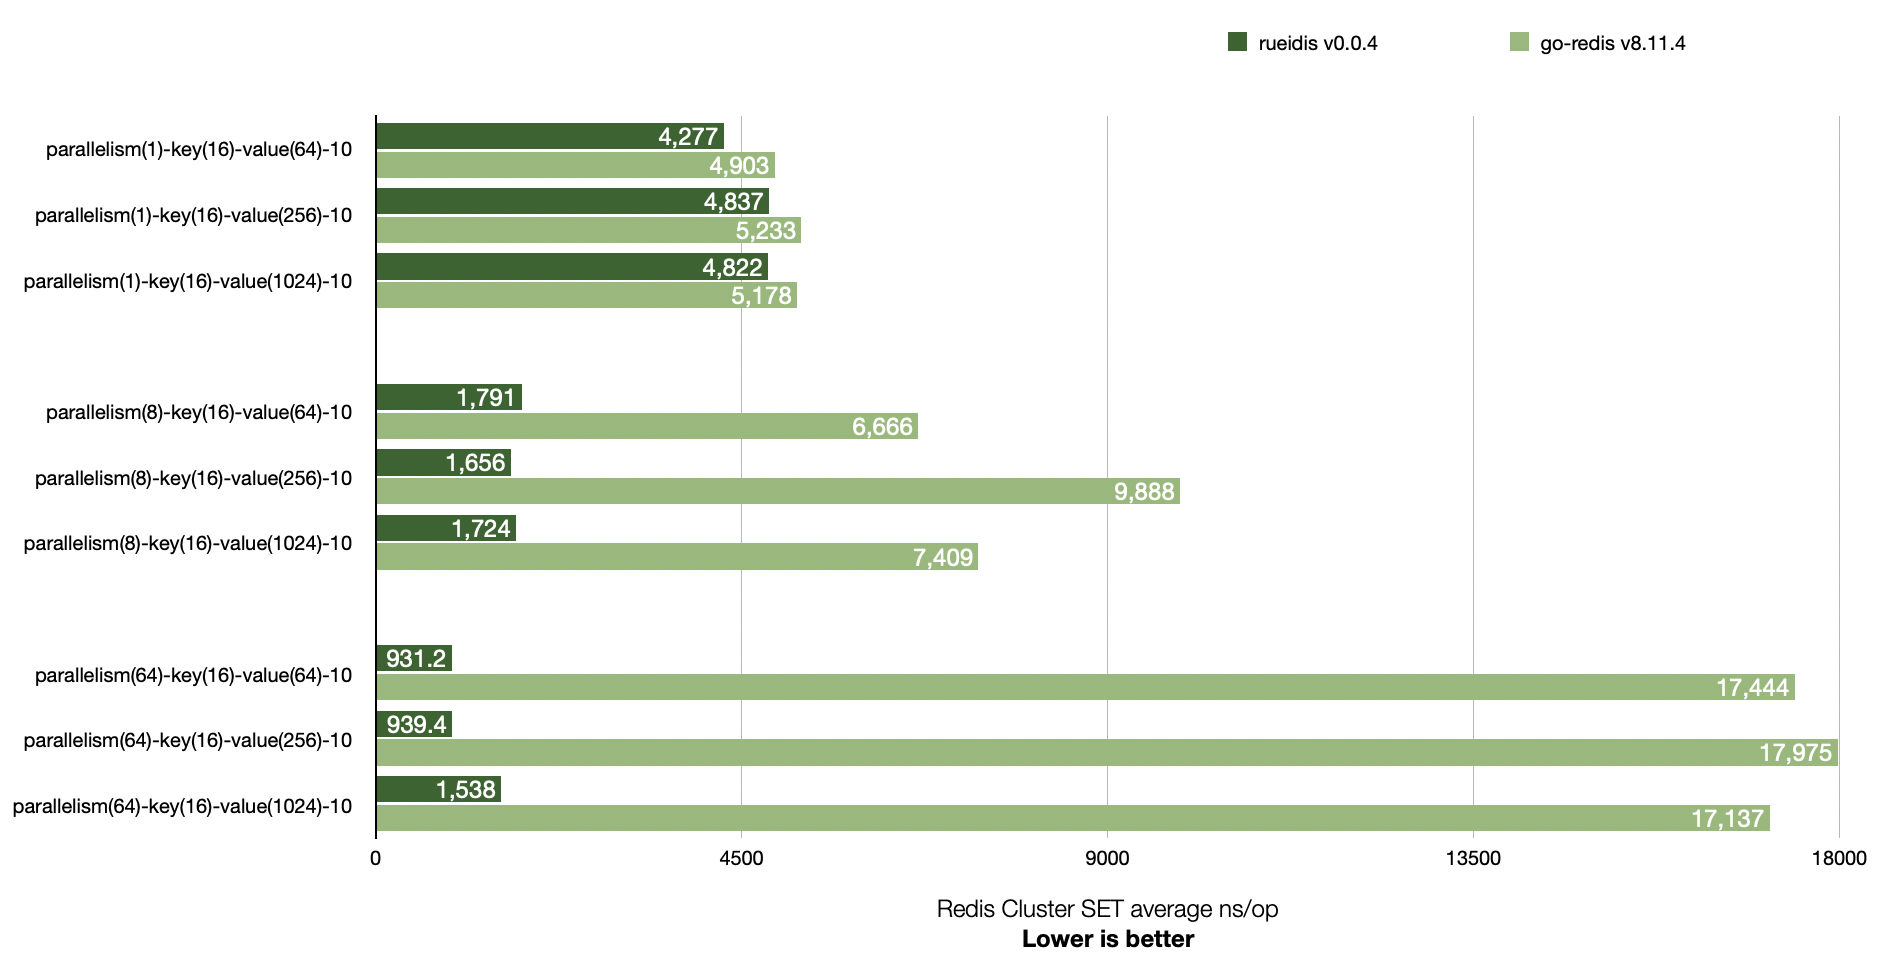 rueidis v0.0.4
go-redis v8.11.4
parallelism(1)-key(16)-value(64)-10
4,277
4,903
parallelism(1)-key(16)-value(256)-10
4,837
5,233
parallelism(1)-key(16)-value(1024)-10
4,822
5,178
parallelism(8)-key(16)-value(64)-10
1,791
6,666
parallelism(8)-key(16)-value(256)-10
1,656
9,888
parallelism(8)-key(16)-value(1024)-10
1,724
7,409
parallelism(64)-key(16)-value(64)-10
931.2
17,444
parallelism(64)-key(16)-value(256)-10
939.4
17,975
parallelism(64)-key(16)-value(1024)-10
1,538
17,137
0 4500 9000 13500 18000
Redis Cluster SET average ns/op
Lower is better